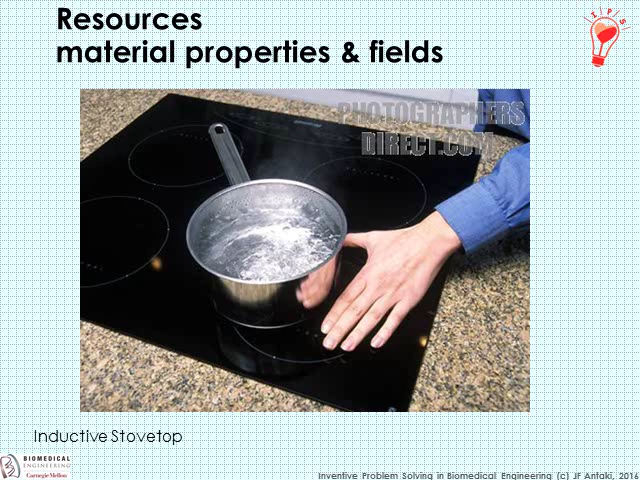 Resources
material properties & fields
I P S
PHOTOGRAPHERS
DIRECT.COM
Inductive Stovetop
BIOMEDICAL
ENGINEERING
Carnegie Mellon
Inventive Problem Solving in Biomedical Engineering (c) JF Antaki, 2016